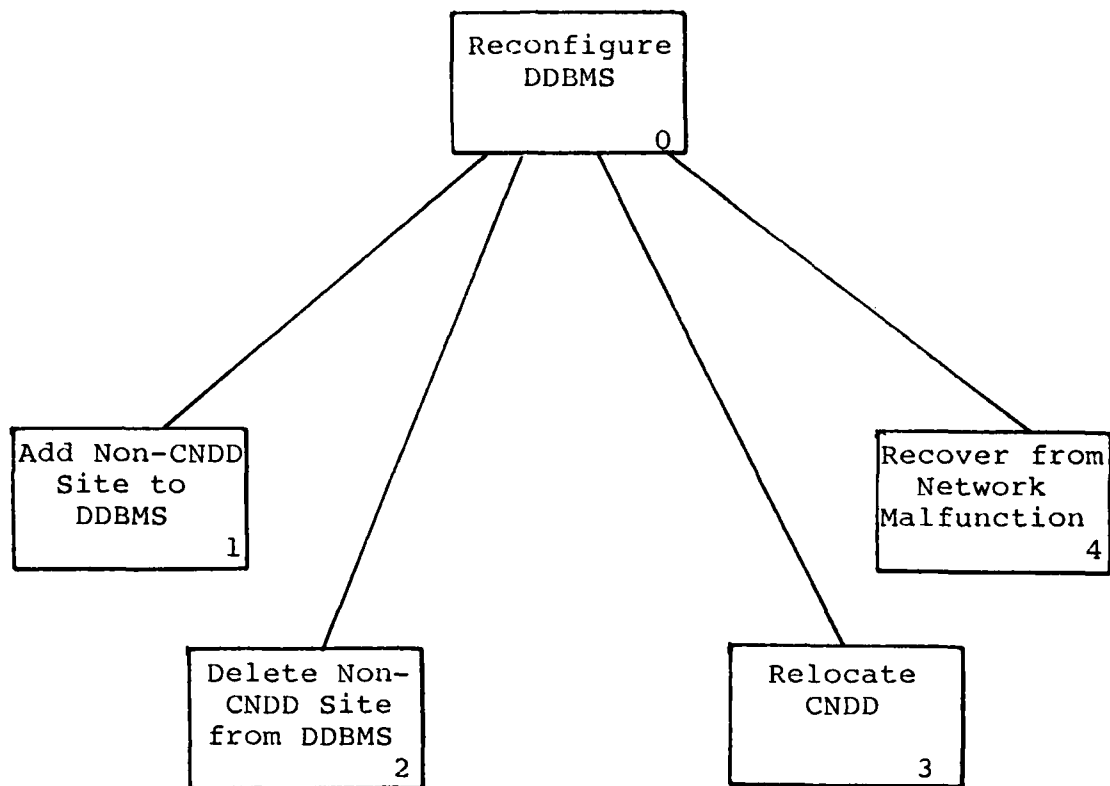 Reconfigure
DDBMS
0
Add Non-CNDD
Site to
DDBMS
1
Delete Non-
CNDD Site
from DDBMS
2
Relocate
CNDD
3
Recover from
Network
Malfunction
4